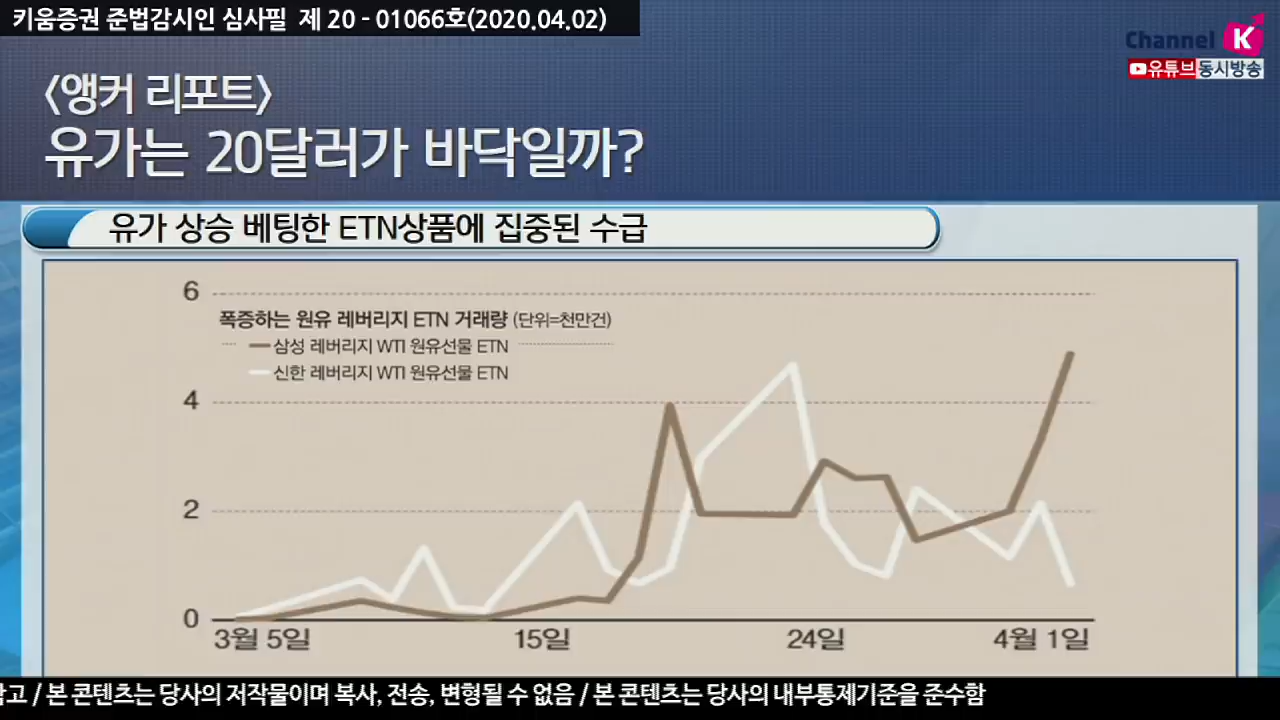 키움증권 준법감시인 심사필 제 20 - 01066호(2020.04.02)
Channel K
유튜브 동시방송
<앵커 리포트>
유가는 20달러가 바닥일까?
유가 상승 베팅한 ETN상품에 집중된 수급
6
폭증하는 원유 레버리지 ETN 거래량 (단위=천만건)
삼성 레버리지 WTI 원유선물 ETN
신한 레버리지 WTI 원유선물 ETN
4
2
0
3월 5일 15일 24일 4월 1일
/ 본 콘텐츠는 당사의 저작물이며 복사, 전송, 변형될 수 없음 / 본 콘텐츠는 당사의 내부통제기준을 준수함